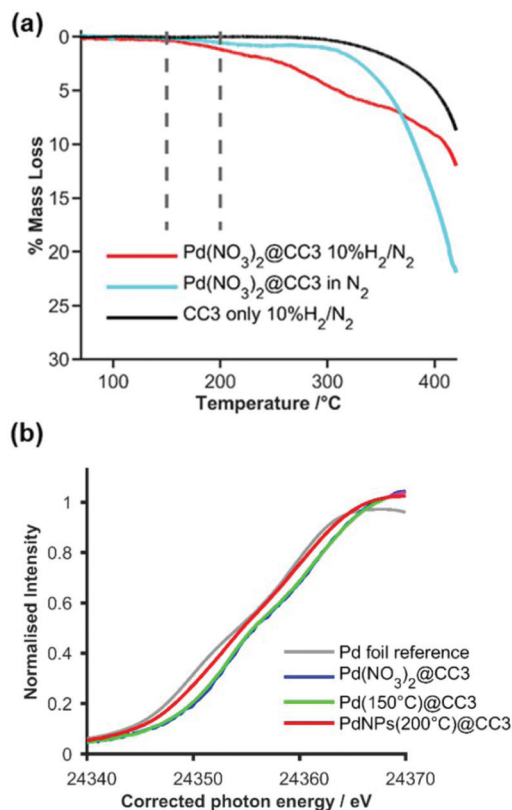 (a)
0
5
10
15
20
25
30
% Mass Loss
Pd(NO3)2@CC3 10%H2/N2
Pd(NO3)2@CC3 in N2
CC3 only 10%H2/N2
100 200 300 400
Temperature /°C
(b)
1
0.8
0.6
0.4
0.2
0
Normalised Intensity
Pd foil reference
Pd(NO3)2@CC3
Pd(150°C)@CC3
PdNPs(200°C)@CC3
24340 24350 24360 24370
Corrected photon energy / eV